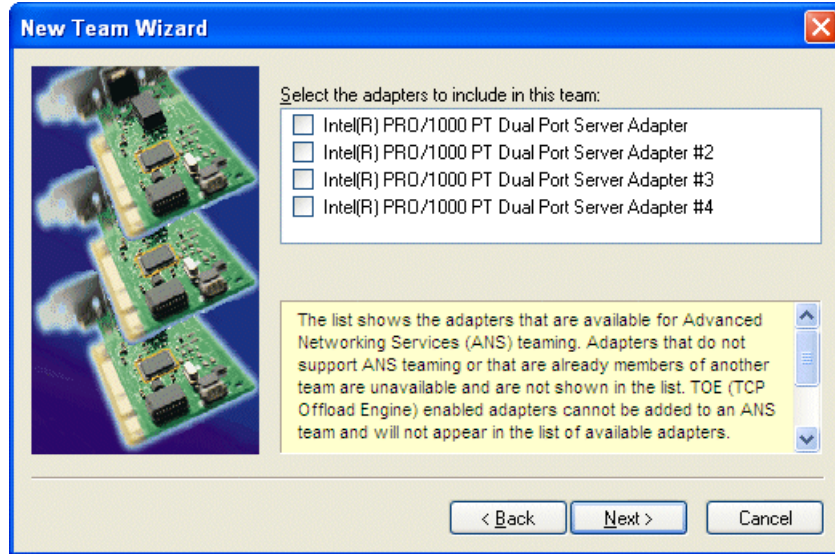 New Team Wizard
Select the adapters to include in this team:
Intel(R) PRO/1000 PT Dual Port Server Adapter
Intel(R) PRO/1000 PT Dual Port Server Adapter #2
Intel(R) PRO/1000 PT Dual Port Server Adapter #3
Intel(R) PRO/1000 PT Dual Port Server Adapter #4
The list shows the adapters that are available for Advanced
Networking Services (ANS) teaming. Adapters that do not
support ANS teaming or that are already members of another
team are unavailable and are not shown in the list. TOE (TCP
Offload Engine) enabled adapters cannot be added to an ANS
team and will not appear in the list of available adapters.
< Back
Next >
Cancel